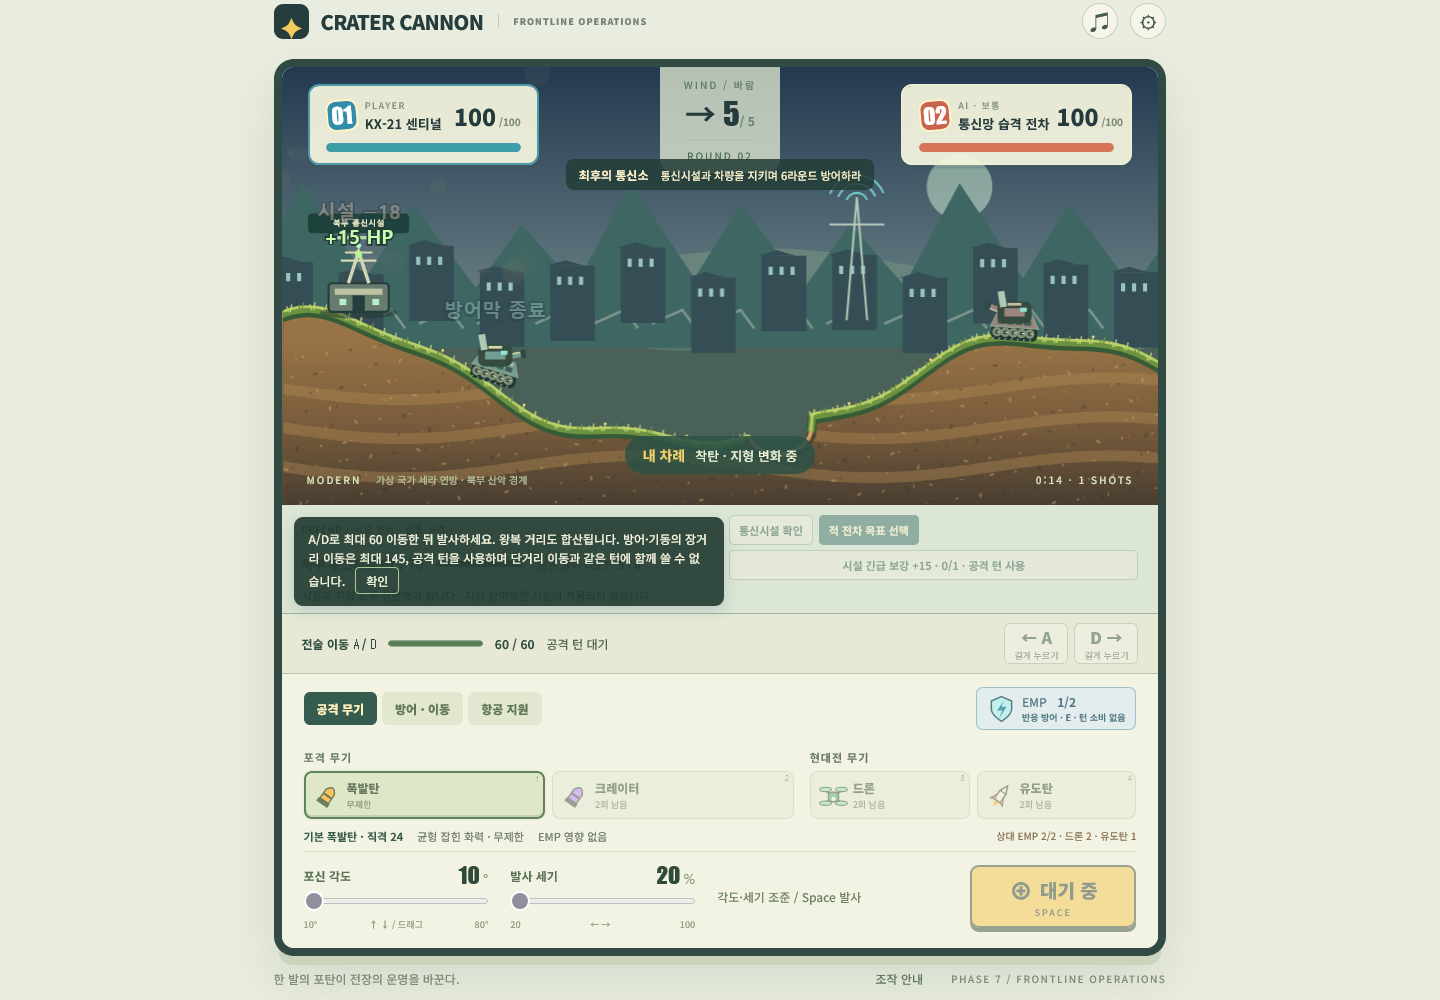 CRATER CANNON
FRONTLINE OPERATIONS
01
PLAYER
KX-21 센티널
100 /100
WIND / 바람
→ 5 / 5
ROUND 02
02
AI · 보통
통신망 습격 전차
100 /100
최후의 통신소 통신시설과 차량을 지키며 6라운드 방어하라
시설 −18
북부 통신시설
+15 HP
방어막 종료
내 차례 착탄 · 지형 변화 중
MODERN 가상 국가 세라 연방 · 북부 산악 경계
0:14 · 1 SHOTS
A/D로 최대 60 이동한 뒤 발사하세요. 왕복 거리도 합산됩니다. 방어·기동의 장거
리 이동은 최대 145, 공격 턴을 사용하며 단거리 이동과 같은 턴에 함께 쓸 수 없
습니다. 확인
통신시설 확인
적 전차 목표 선택
시설 긴급 보강 +15 · 0/1 · 공격 턴 사용
전술 이동 A/D 60 / 60 공격 턴 대기
← A
길게 누르기
D →
길게 누르기
공격 무기
방어 · 이동
항공 지원
EMP 1/2
반응 방어 · E · 턴 소비 없음
포격 무기
현대전 무기
폭발탄 1
무제한
크레이터 2
2회 남음
드론 3
2회 남음
유도탄 4
2회 남음
기본 폭발탄 · 직격 24 균형 잡힌 화력 · 무제한 EMP 영향 없음
상대 EMP 2/2 · 드론 2 · 유도탄 1
포신 각도 10 °
10° ↑ ↓ / 드래그 80°
발사 세기 20 %
20 ←→ 100
각도·세기 조준 / Space 발사
대기 중
SPACE
한 발의 포탄이 전장의 운명을 바꾼다.
조작 안내
PHASE 7 / FRONTLINE OPERATIONS